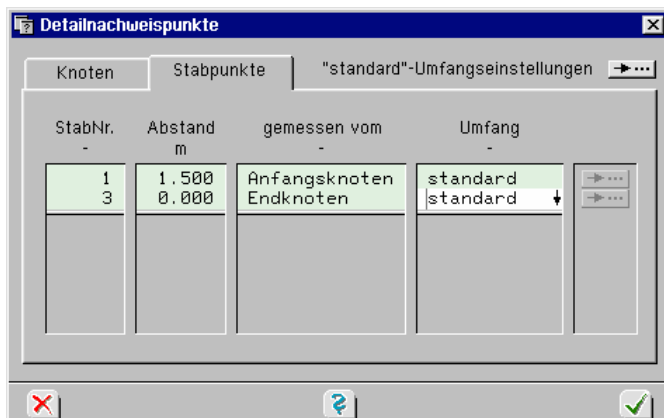 Detailnachweispunkte
Knoten Stabpunkte "standard"-Umfangseinstellungen
StabNr. Abstand gemessen vom Umfang
- m - -
1 1.500 Anfangsknoten standard
3 0.000 Endknoten standard